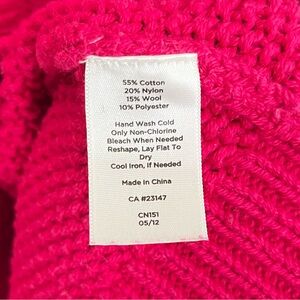 55% Cotton
20% Nylon
15% Wool
10% Polyester
Hand Wash Cold
Only Non-Chlorine
Bleach When Needed
Reshape, Lay Flat To
Dry
Cool Iron, If Needed
Made in China
CA #23147
CN151
05/12